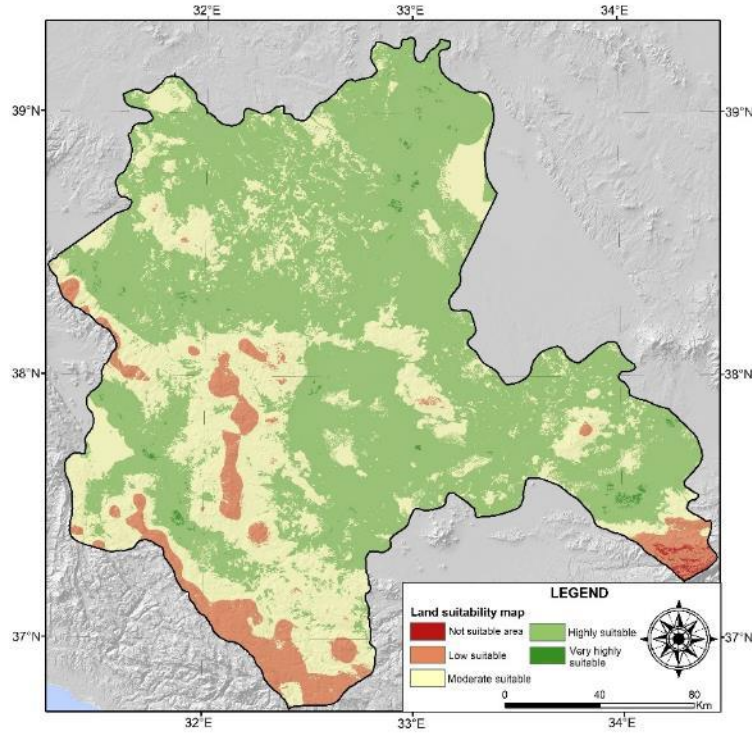 32°E 33°E 34°E
39°N 39°N
38°N 38°N
37°N 37°N
LEGEND
Land suitability map
Not suitable area
Low suitable
Moderate suitable
Highly suitable
Very highly
suitable
0 40 80
Km
32°E 33°E 34°E